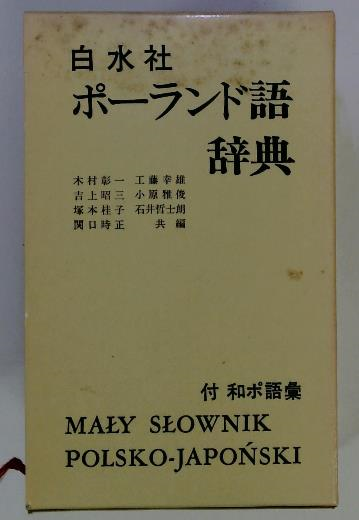 白水社
ポーランド語
辞典
木村彰一 工藤幸雄
吉上昭三 小原雅俊
塚本桂子 石井哲士朗
関口時正 共編
付 和ポ語彙
MAŁY SŁOWNIK
POLSKO-JAPOŃSKI